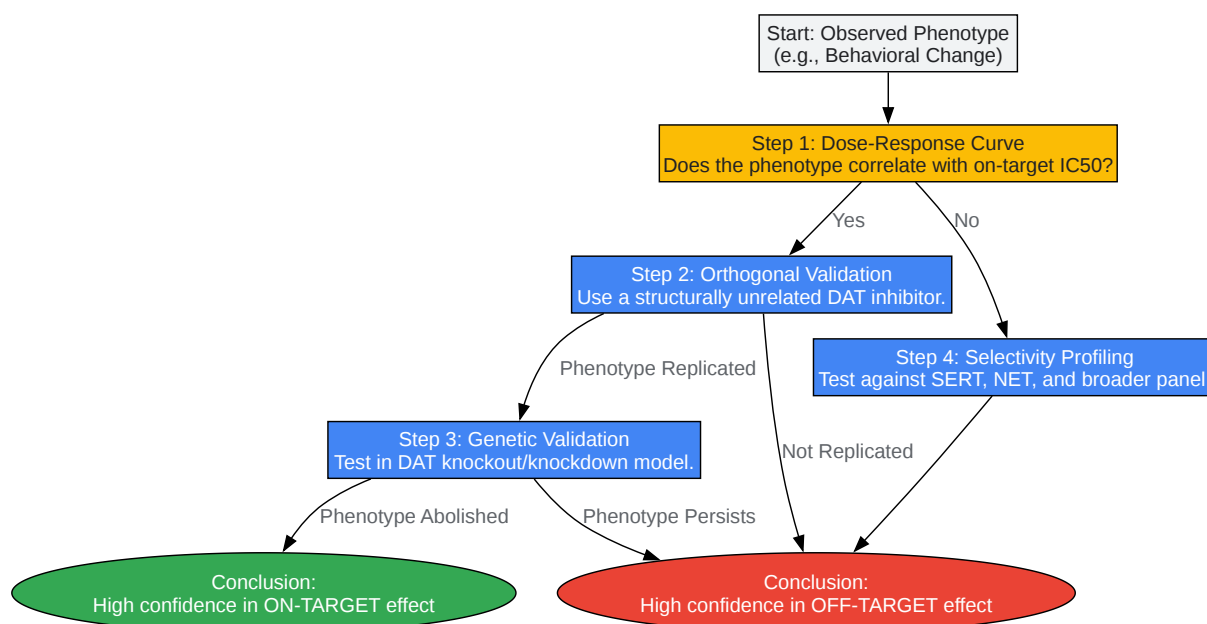 Start: Observed Phenotype
(e.g., Behavioral Change)
Step 1: Dose-Response Curve
Does the phenotype correlate with on-target IC50?
Yes
No
Step 2: Orthogonal Validation
Use a structurally unrelated DAT inhibitor.
Step 4: Selectivity Profiling
Test against SERT, NET, and broader panel.
Phenotype Replicated
Not Replicated
Step 3: Genetic Validation
Test in DAT knockout/knockdown model.
Phenotype Abolished
Phenotype Persists
Conclusion:
High confidence in ON-TARGET effect
Conclusion:
High confidence in OFF-TARGET effect